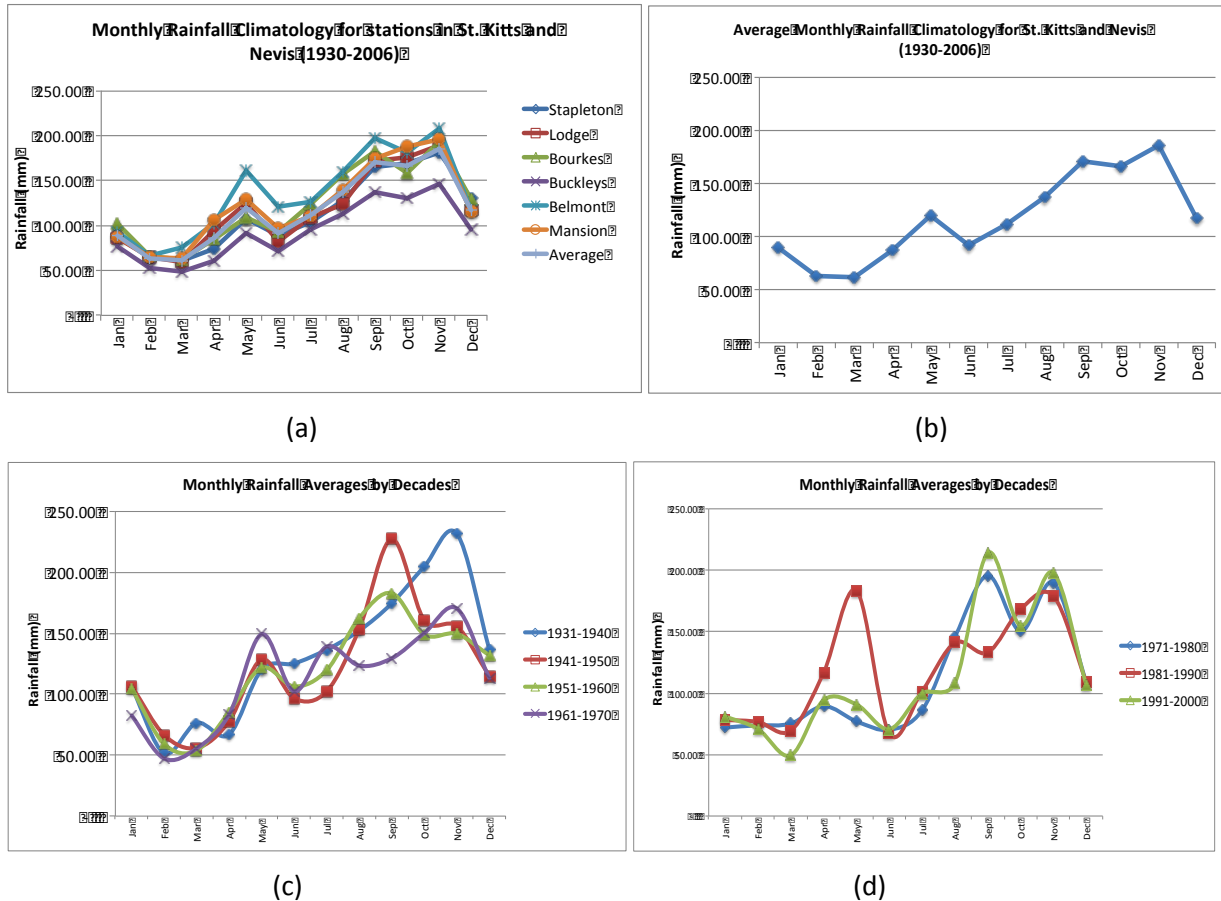 Monthly Rainfall Climatology for stations in St. Kitts and
Nevis (1930-2006)
Rainfall (mm)
250.00
200.00
150.00
100.00
50.00
-
Jan
Feb
Mar
Apr
May
Jun
Jul
Aug
Sep
Oct
Nov
Dec
Stapleton
Lodge
Bourkes
Buckleys
Belmont
Mansion
Average
(a)
Average Monthly Rainfall Climatology for St. Kitts and Nevis
(1930-2006)
Rainfall (mm)
250.00
200.00
150.00
100.00
50.00
-
Jan
Feb
Mar
Apr
May
Jun
Jul
Aug
Sep
Oct
Nov
Dec
(b)
Monthly Rainfall Averages by Decades
Rainfall (mm)
250.00
200.00
150.00
100.00
50.00
-
Jan
Feb
Mar
Apr
May
Jun
Jul
Aug
Sep
Oct
Nov
Dec
1931-1940
1941-1950
1951-1960
1961-1970
(c)
Monthly Rainfall Averages by Decades
Rainfall (mm)
250.00
200.00
150.00
100.00
50.00
Jan
Feb
Mar
Apr
May
Jun
Jul
Aug
Sep
Oct
Nov
Dec
1971-1980
1981-1990
1991-2000
(d)